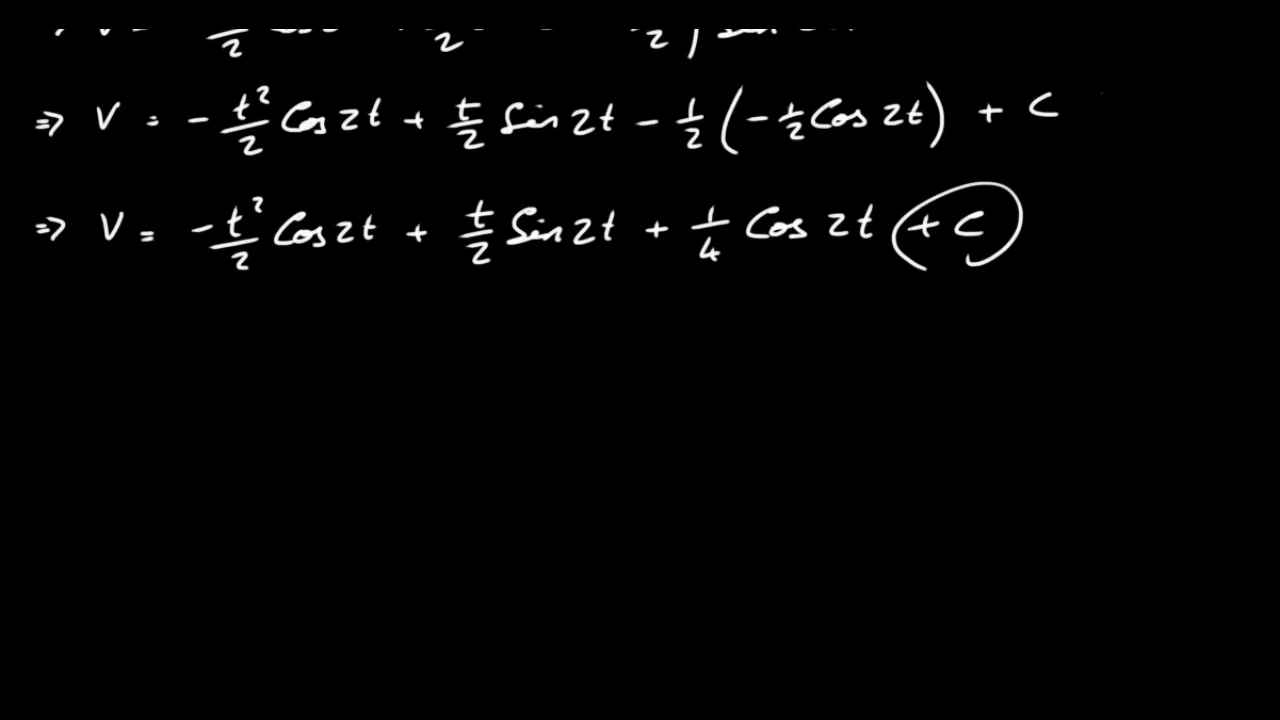 ⇒ V = - t²/2 Cos 2t + t/2 Sin 2t - 1/2 (- 1/2 Cos 2t) + C
⇒ V = - t²/2 Cos 2t + t/2 Sin 2t + 1/4 Cos 2t + C